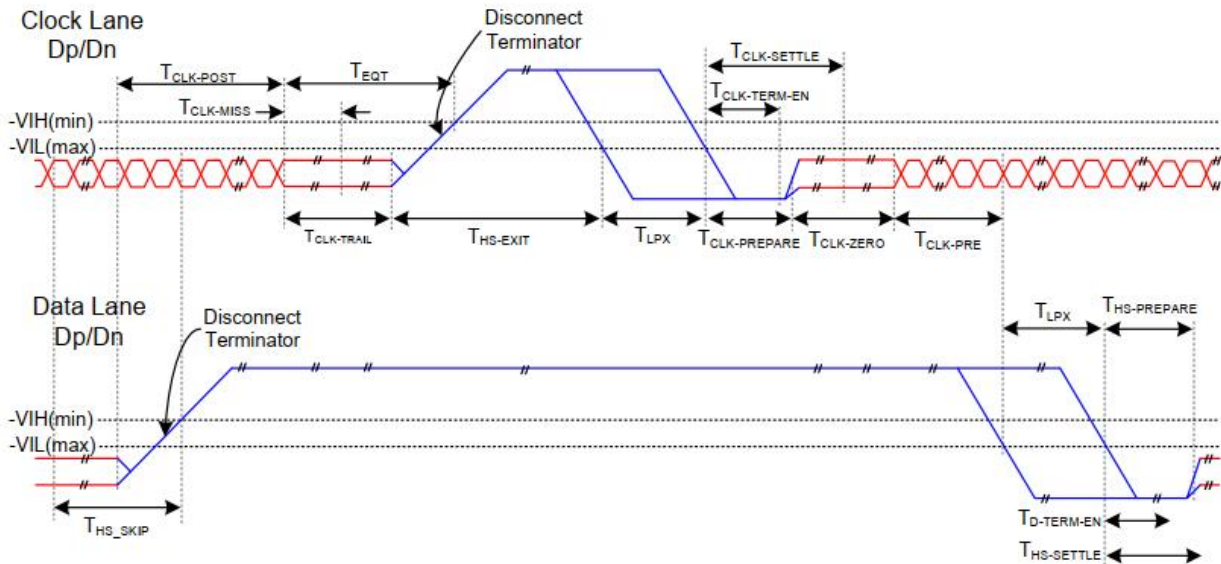 Clock Lane
Dp/Dn
Disconnect
Terminator
TCLK-POST
TEQT
TCLK-SETTLE
TCLK-MISS
TCLK-TERM-EN
-VIH(min)
-VIL(max)
TCLK-TRAIL
THS-EXIT
TLPX
TCLK-PREPARE
TCLK-ZERO
TCLK-PRE
Data Lane
Dp/Dn
Disconnect
Terminator
TLPX
THS-PREPARE
-VIH(min)
-VIL(max)
THS_SKIP
TD-TERM-EN
THS-SETTLE